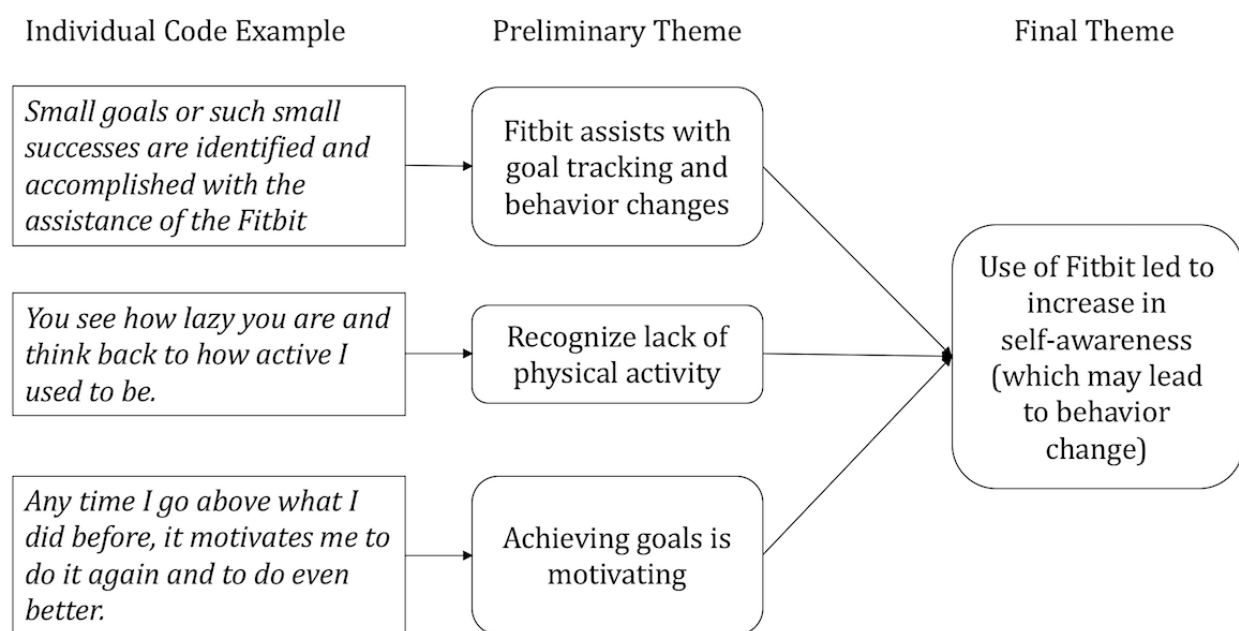 Individual Code Example
Preliminary Theme
Final Theme
Small goals or such small
successes are identified and
accomplished with the
assistance of the Fitbit
Fitbit assists with
goal tracking and
behavior changes
You see how lazy you are and
think back to how active I
used to be.
Recognize lack of
physical activity
Any time I go above what I
did before, it motivates me to
do it again and to do even
better.
Achieving goals is
motivating
Use of Fitbit led to
increase in
self-awareness
(which may lead
to behavior
change)